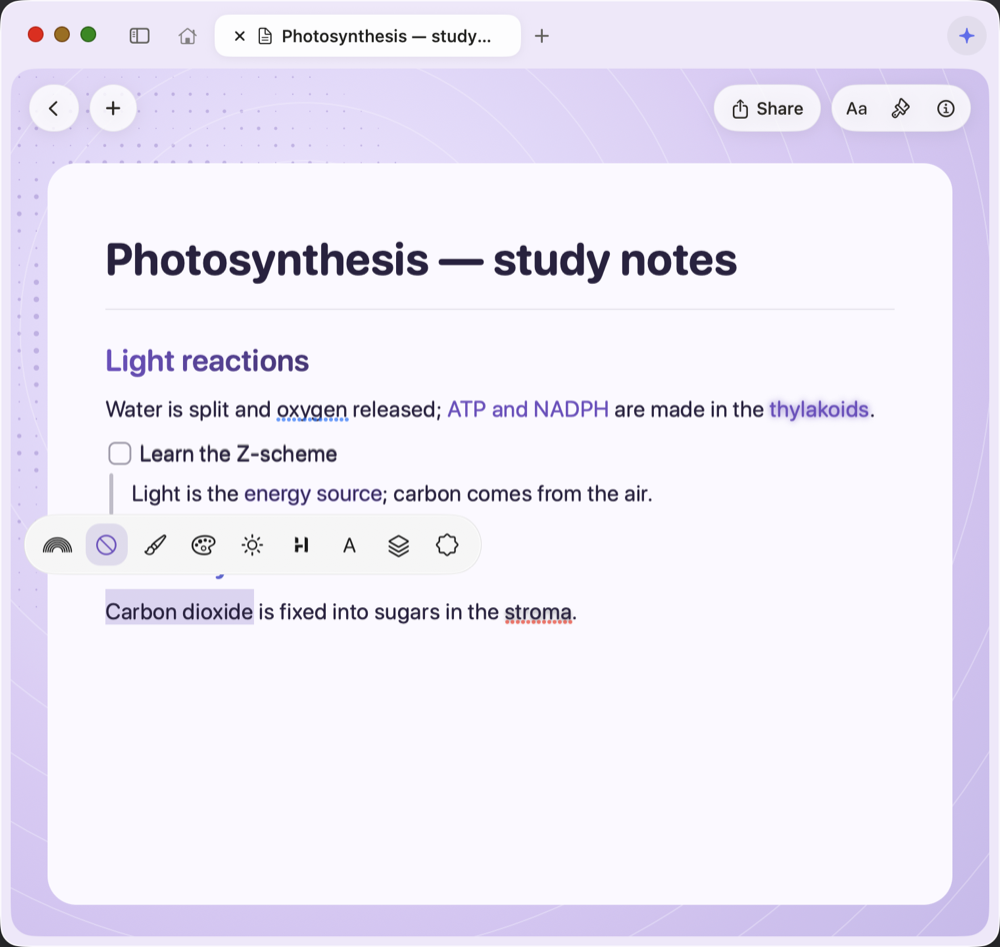 Photosynthesis — study...
Share
Aa
Photosynthesis — study notes
Light reactions
Water is split and oxygen released; ATP and NADPH are made in the thylakoids.
Learn the Z-scheme
Light is the energy source; carbon comes from the air.
H
A
Carbon dioxide is fixed into sugars in the stroma.